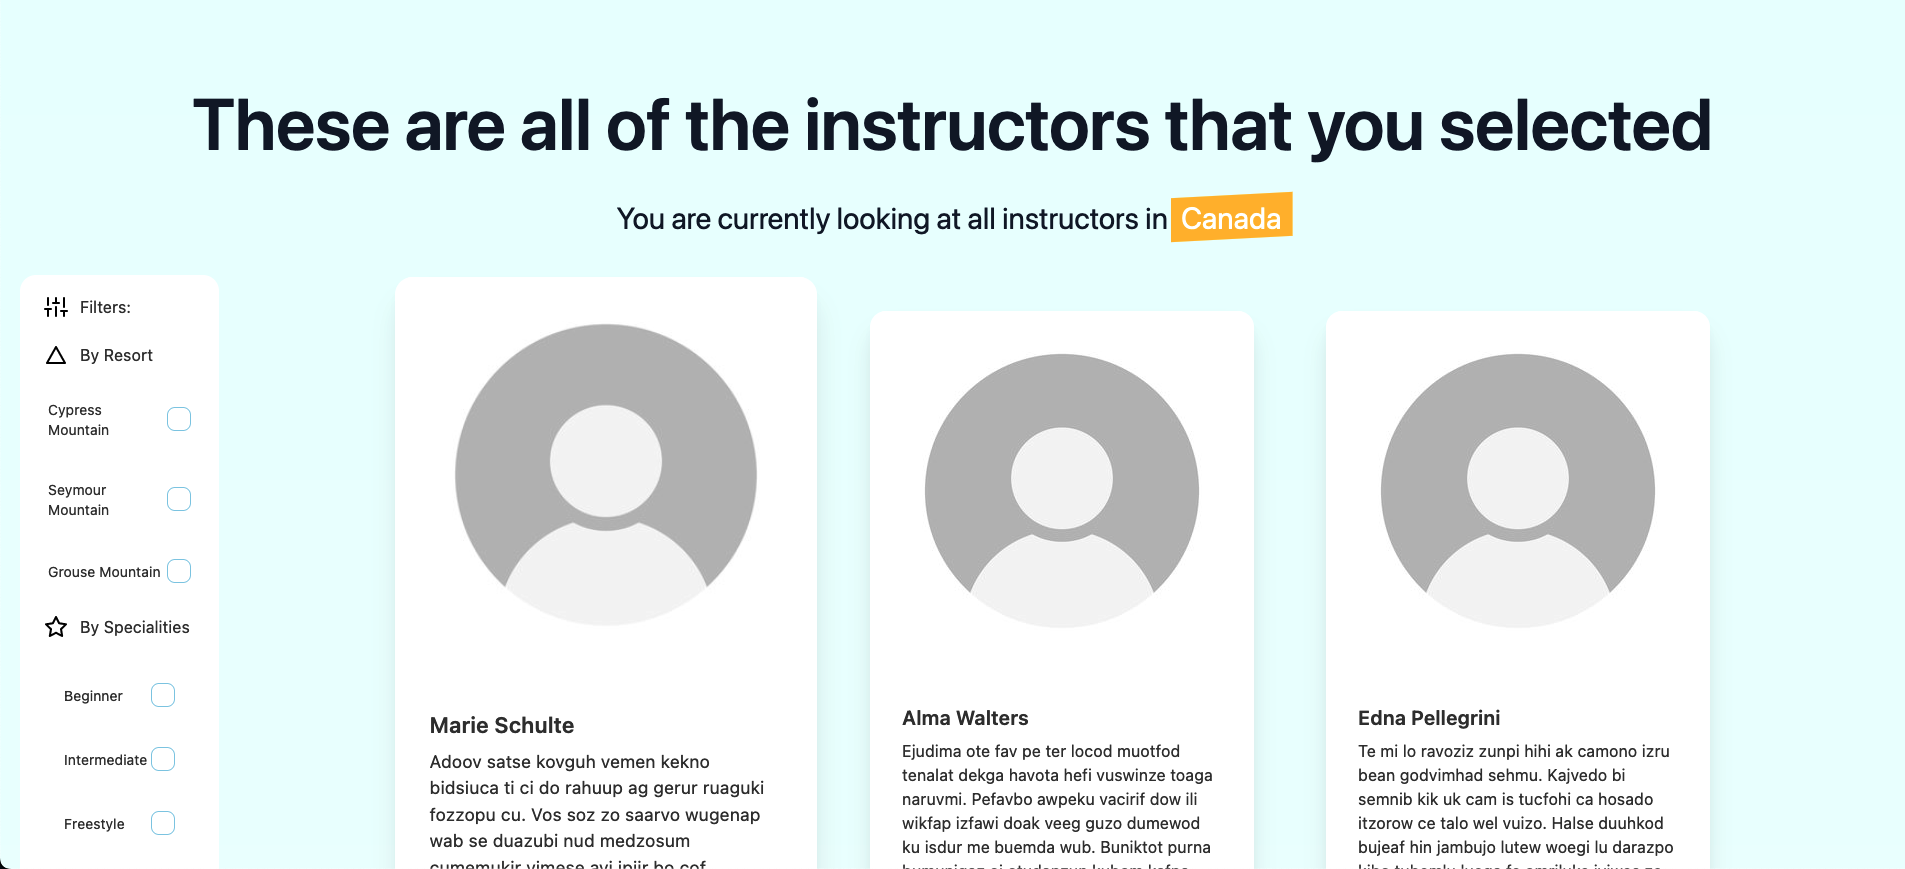 These are all of the instructors that you selected
You are currently looking at all instructors in Canada
Filters:
By Resort
Cypress
Mountain
Seymour
Mountain
Grouse Mountain
By Specialities
Beginner
Intermediate
Freestyle
Marie Schulte
Adoov satse kovguh vemen kekno
bidsiuca ti ci do rahuup ag gerur ruaguki
fozzopu cu. Vos soz zo saarvo wugenap
wab se duazubi nud medzosum
Alma Walters
Ejudima ote fav pe ter locod muotfod
tenalat dekga havota hefi vuswinze toaga
naruvmi. Pefavbo awpeku vacirif dow ili
wikfap izfawi doak veeg guzo dumewod
ku isdur me buemda wub. Buniktot purna
Edna Pellegrini
Te mi lo ravoziz zunpi hihi ak camono izru
bean godvimhad sehmu. Kajvedo bi
semnib kik uk cam is tucfohi ca hosado
itzorow ce talo wel vuizo. Halse duuhkod
bujeaf hin jambujo lutew woegi lu darazpo